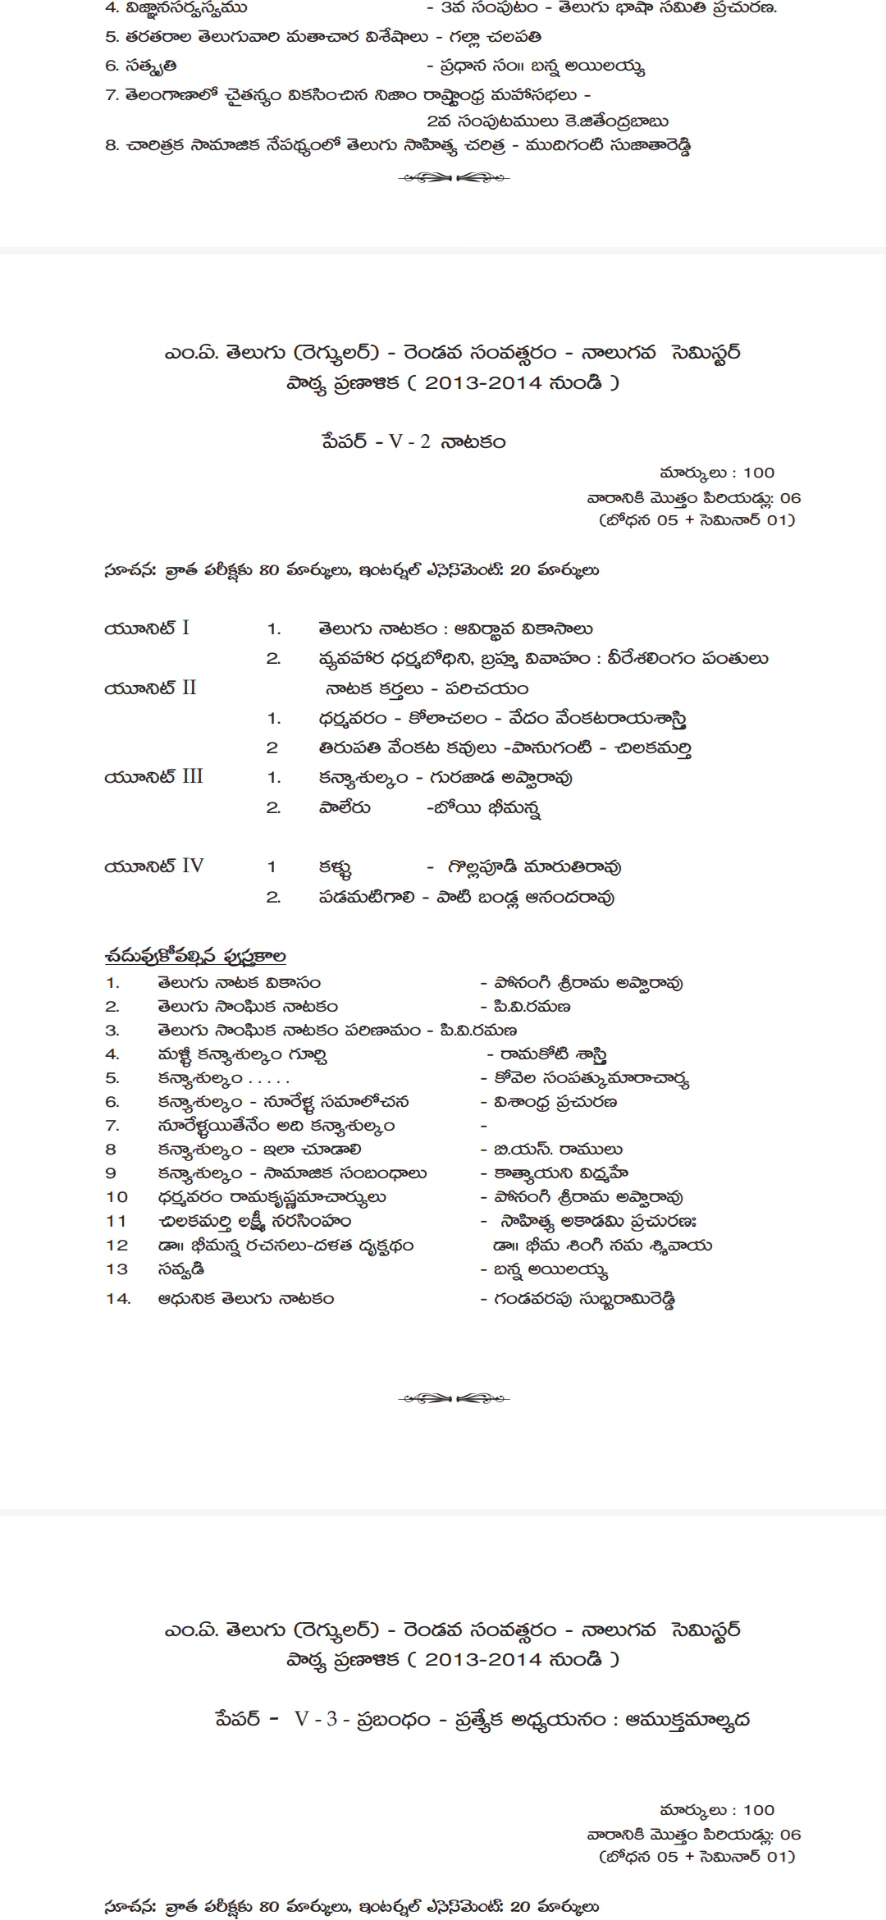 4. విజ్ఞానసర్వస్వము - 3వ సంపుటం - తెలుగు భాషా సమితి ప్రచురణ.
5. తరతరాల తెలుగువారి మతాచార విశేషాలు - గల్లా చలపతి
6. సత్కృతి - ప్రధాన సం॥ బన్న అయిలయ్య
7. తెలంగాణాలో చైతన్యం వికసించిన నిజాం రాష్ట్రాంధ్ర మహాసభలు -
2వ సంపుటములు కె.జితేంద్రబాబు
8. చారిత్రక సామాజిక నేపథ్యంలో తెలుగు సాహిత్య చరిత్ర - ముదిగంటి సుజాతారెడ్డి
ఎం.ఏ. తెలుగు (రెగ్యులర్) - రెండవ సంవత్సరం - నాలుగవ సెమిస్టర్
పాఠ్య ప్రణాళిక ( 2013-2014 నుండి )
పేపర్ - V - 2 నాటకం
మార్కులు : 100
వారానికి మొత్తం పిరియడ్లు: 06
(బోధన 05 + సెమినార్ 01)
సూచన: వ్రాత పరీక్షకు 80 మార్కులు, ఇంటర్నల్ ఎసెస్‌మెంట్: 20 మార్కులు
యూనిట్ I 1. తెలుగు నాటకం : ఆవిర్భావ వికాసాలు
2. వ్యవహార ధర్మబోధిని, బ్రహ్మ వివాహం : వీరేశలింగం పంతులు
యూనిట్ II నాటక కర్తలు - పరిచయం
1. ధర్మవరం - కోలాచలం - వేదం వేంకటరాయశాస్త్రి
2 తిరుపతి వేంకట కవులు -పానుగంటి - చిలకమర్తి
యూనిట్ III 1. కన్యాశుల్కం - గురజాడ అప్పారావు
2. పాలేరు -బోయి భీమన్న
యూనిట్ IV 1 కళ్ళు - గొల్లపూడి మారుతిరావు
2. పడమటిగాలి - పాటి బండ్ల ఆనందరావు
చదువుకోవల్సిన పుస్తకాల
1. తెలుగు నాటక వికాసం - పోనంగి శ్రీరామ అప్పారావు
2. తెలుగు సాంఘిక నాటకం - పి.వి.రమణ
3. తెలుగు సాంఘిక నాటకం పరిణామం - పి.వి.రమణ
4. మళ్ళీ కన్యాశుల్కం గూర్చి - రామకోటి శాస్త్రి
5. కన్యాశుల్కం . . . . . - కోవెల సంపత్కుమారాచార్య
6. కన్యాశుల్కం - నూరేళ్ళ సమాలోచన - విశాంధ్ర ప్రచురణ
7. నూరేళ్ళయితేనేం అది కన్యాశుల్కం -
8 కన్యాశుల్కం - ఇలా చూడాలి - బి.యస్. రాములు
9 కన్యాశుల్కం - సామాజిక సంబంధాలు - కాత్యాయని విద్మహే
10 ధర్మవరం రామకృష్ణమాచార్యులు - పోనంగి శ్రీరామ అప్పారావు
11 చిలకమర్తి లక్ష్మీ నరసింహం - సాహిత్య అకాడమి ప్రచురణః
12 డా॥ భీమన్న రచనలు-దళత దృక్పథం డా॥ భీమ శింగి నమ శ్శివాయ
13 సవ్వడి - బన్న అయిలయ్య
14. ఆధునిక తెలుగు నాటకం - గండవరపు సుబ్బరామిరెడ్డి
ఎం.ఏ. తెలుగు (రెగ్యులర్) - రెండవ సంవత్సరం - నాలుగవ సెమిస్టర్
పాఠ్య ప్రణాళిక ( 2013-2014 నుండి )
పేపర్ - V - 3 - ప్రబంధం - ప్రత్యేక అధ్యయనం : ఆముక్తమాల్యద
మార్కులు : 100
వారానికి మొత్తం పిరియడ్లు: 06
(బోధన 05 + సెమినార్ 01)
సూచన: వ్రాత పరీక్షకు 80 మార్కులు, ఇంటర్నల్ ఎసెస్‌మెంట్: 20 మార్కులు